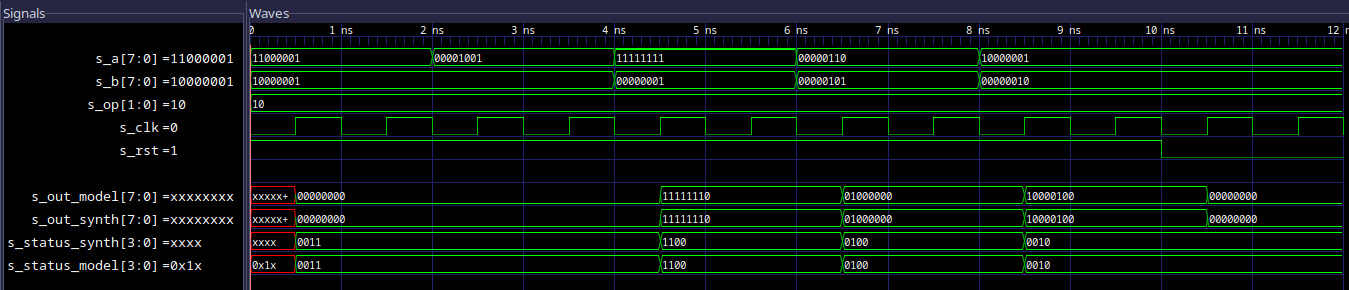 Signals Waves
0 1 ns 2 ns 3 ns 4 ns 5 ns 6 ns 7 ns 8 ns 9 ns 10 ns 11 ns 12 n
s_a[7:0] =11000001 11000001 00001001 11111111 00000110 10000001
s_b[7:0] =10000001 10000001 00000001 00000101 00000010
s_op[1:0] =10 10
s_clk =0
s_rst =1
s_out_model[7:0] =xxxxxxxx xxxxx+ 00000000 11111110 01000000 10000100 00000000
s_out_synth[7:0] =xxxxxxxx xxxxx+ 00000000 11111110 01000000 10000100 00000000
s_status_synth[3:0] =xxxx xxxx 0011 1100 0100 0010
s_status_model[3:0] =0x1x 0x1x 0011 1100 0100 0010